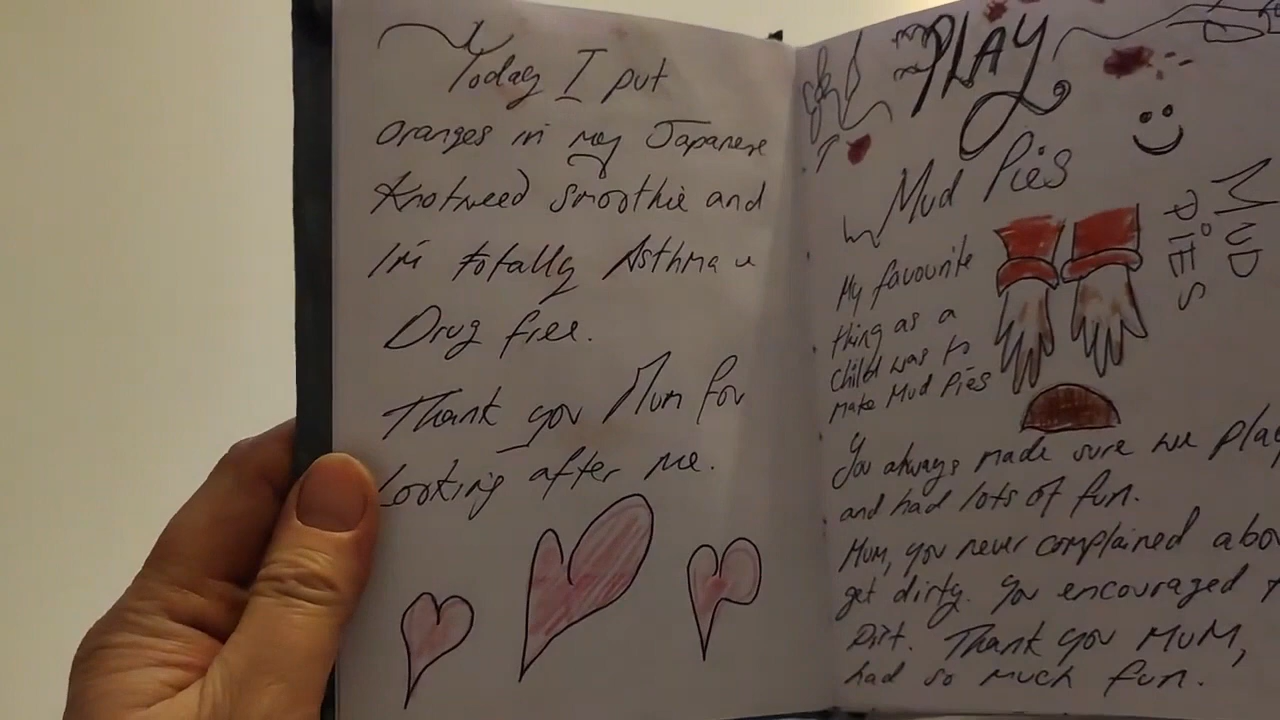 Today I put
oranges in my Japanese
Knotweed smoothie and
I'm totally Asthma
Drug free.
Thank you Mum for
Looking after me.
PLAY
Mud Pies
MUD
PiES
My favourite
thing as a
child was to
make Mud Pies
You always made sure we play
and had lots of fun.
Mum, you never complained abo
get dirty. You encouraged
Dirt. Thank you MUM,
had so much fun.